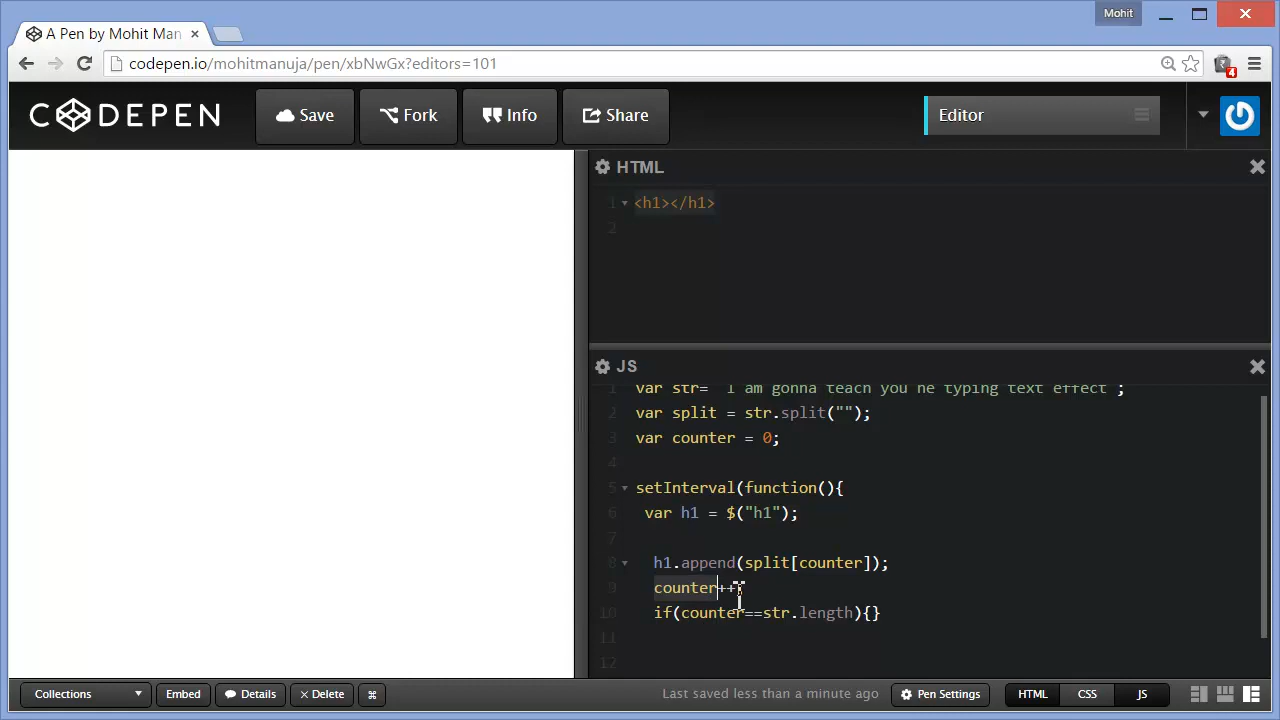 Mohit
A Pen by Mohit Man
codepen.io/mohitmanuja/pen/xbNwGx?editors=101
4
CODEPEN
Save
Fork
Info
Share
Editor
HTML
1 <h1></h1>
2
JS
1 var str= I am gonna teach you he typing text effect ;
2 var split = str.split("");
3 var counter = 0;
4
5 setInterval(function(){
6 var h1 = $("h1");
7
8 h1.append(split[counter]);
9 counter++;
10 if(counter==str.length){}
11
12
Collections
Embed
Details
Delete
⌘
Last saved less than a minute ago
Pen Settings
HTML
CSS
JS